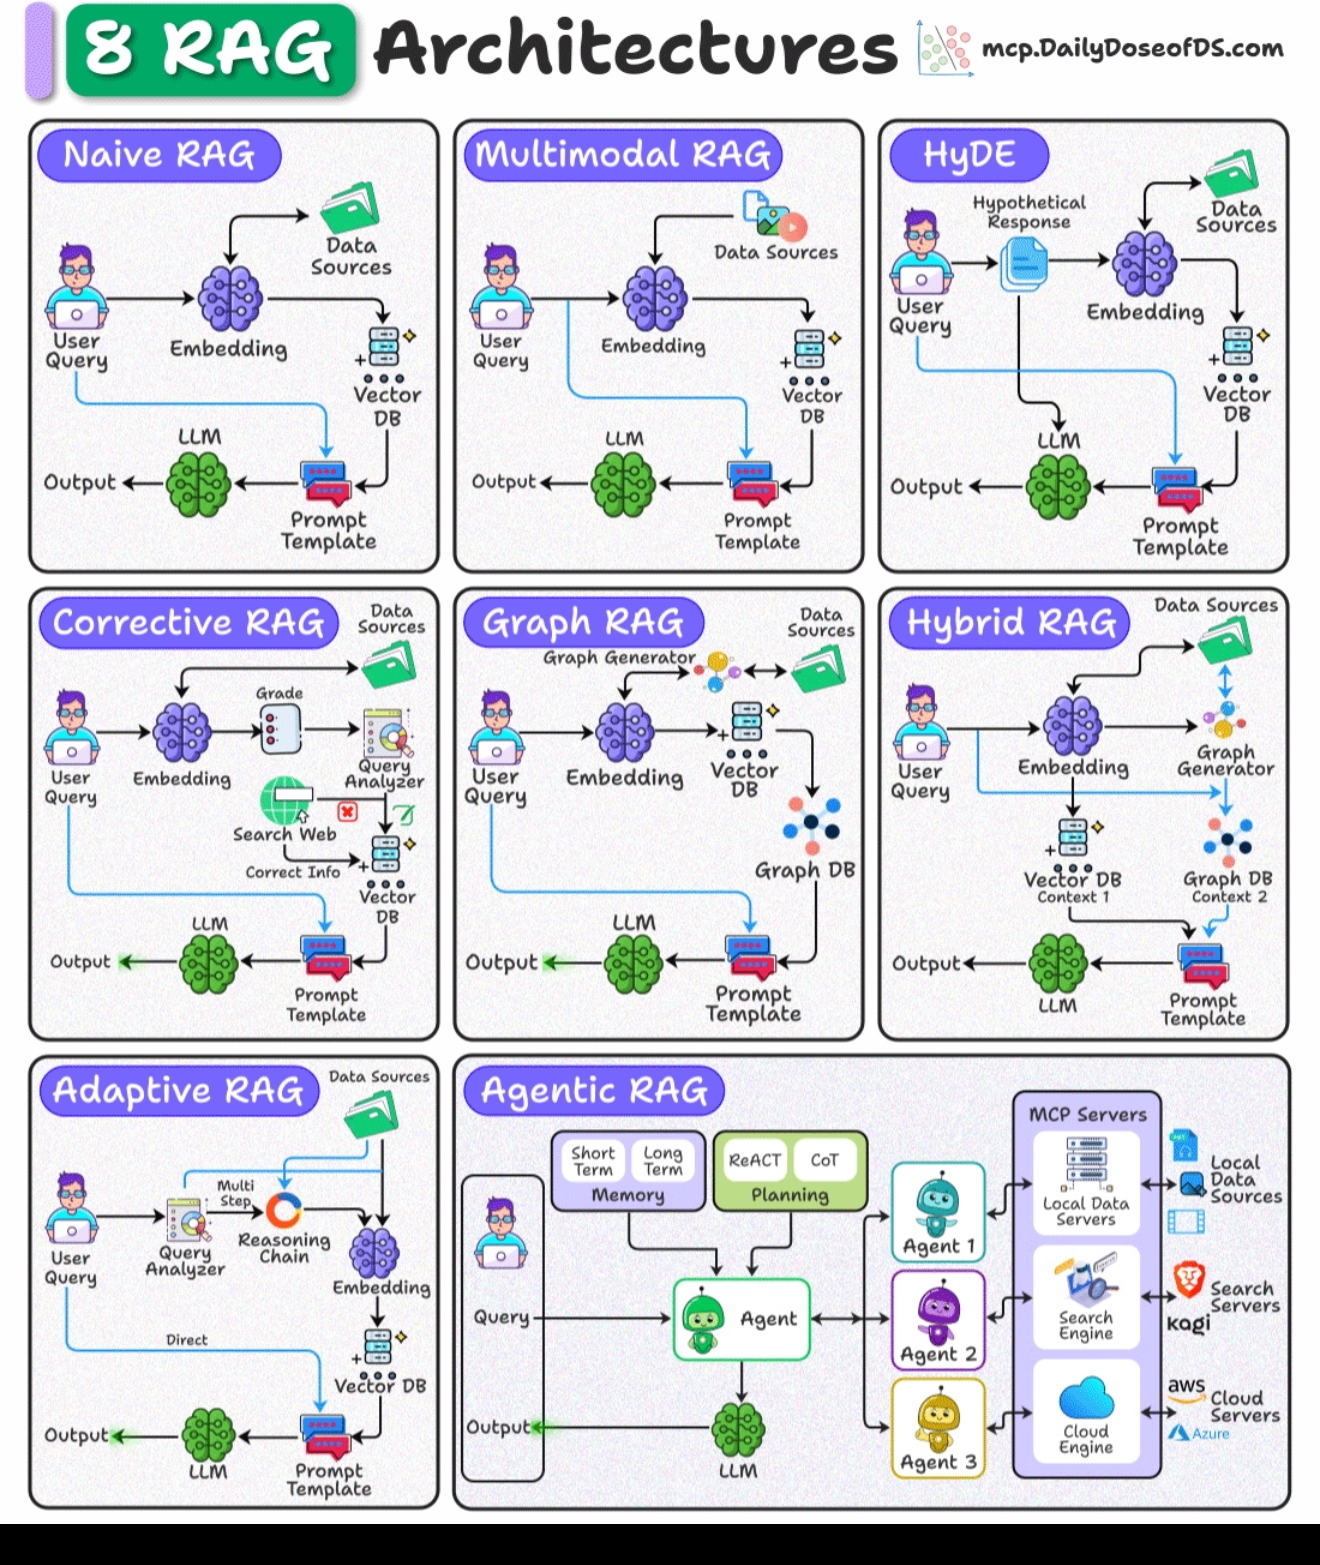 8 RAG Architectures
mcp.DailyDoseofDS.com
Naive RAG
Data
Sources
User
Query
Embedding
Vector
DB
LLM
Output
Prompt
Template
Multimodal RAG
Data Sources
User
Query
Embedding
Vector
DB
LLM
Output
Prompt
Template
HyDE
Hypothetical
Response
Data
Sources
User
Query
Embedding
Vector
DB
LLM
Output
Prompt
Template
Corrective RAG
Data
Sources
Grade
User
Query
Embedding
Query
Analyzer
Search Web
Correct Info
Vector
DB
LLM
Output
Prompt
Template
Graph RAG
Data
Sources
Graph Generator
User
Query
Embedding
Vector
DB
Graph DB
LLM
Output
Prompt
Template
Hybrid RAG
Data Sources
User
Query
Embedding
Graph
Generator
Vector DB
Context 1
Graph DB
Context 2
Output
LLM
Prompt
Template
Adaptive RAG
Data Sources
Multi
Step
User
Query
Query
Analyzer
Reasoning
Chain
Embedding
Direct
Vector DB
Output
LLM
Prompt
Template
Agentic RAG
Short
Term
Long
Term
Memory
ReACT
CoT
Planning
Query
Agent
Output
LLM
Agent 1
Agent 2
Agent 3
MCP Servers
Local Data
Servers
Search
Engine
Cloud
Engine
Local
Data
Sources
Search
Servers
kagi
aws
Cloud
Servers
Azure